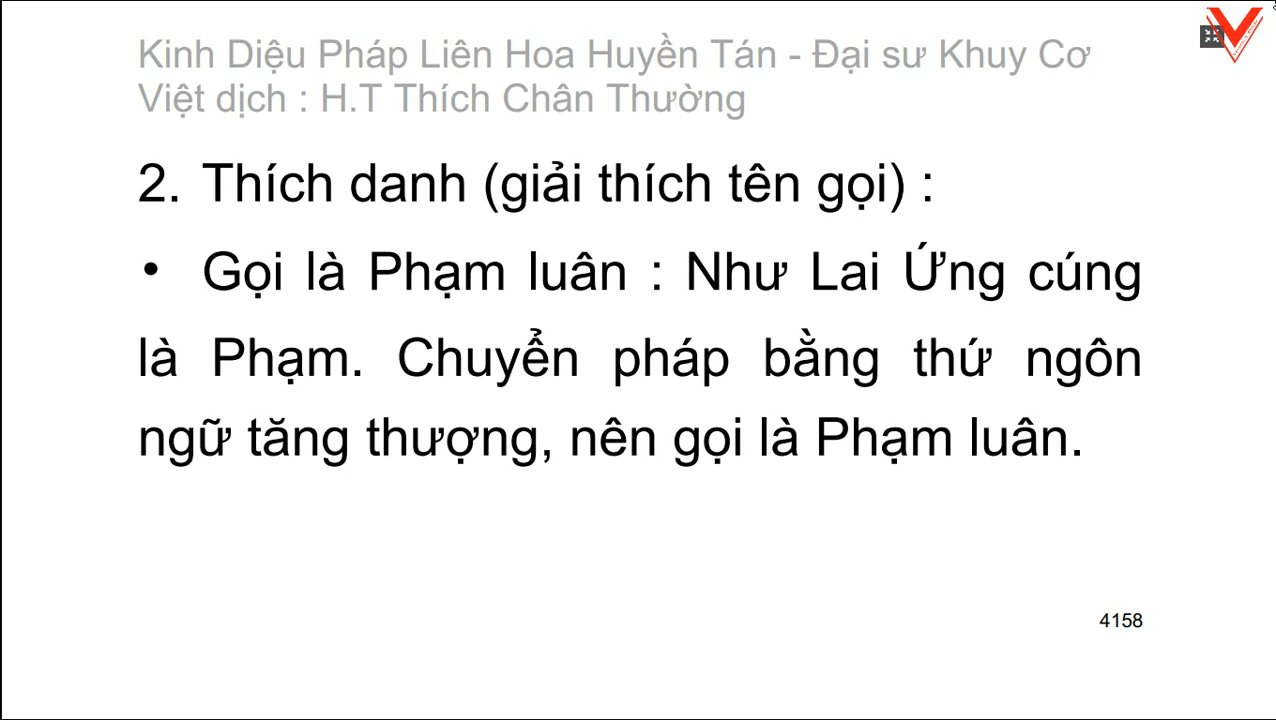 Kinh Diệu Pháp Liên Hoa Huyền Tán - Đại sư Khuy Cơ
Việt dịch : H.T Thích Chân Thường
2. Thích danh (giải thích tên gọi) :
• Gọi là Phạm luân : Như Lai Ứng cúng
là Phạm. Chuyển pháp bằng thứ ngôn
ngữ tăng thượng, nên gọi là Phạm luân.
4158